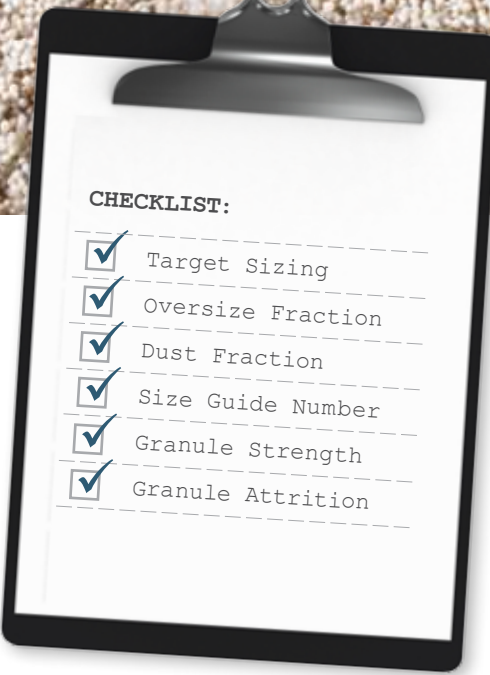 CHECKLIST:
Target Sizing
Oversize Fraction
Dust Fraction
Size Guide Number
Granule Strength
Granule Attrition